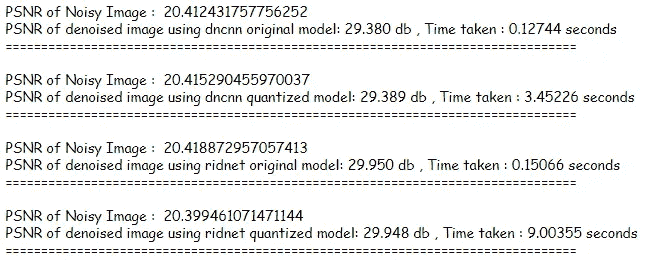 PSNR of Noisy Image :  20.412431757756252
PSNR of denoised image using dncnn original model: 29.380 db , Time taken : 0.12744 seconds
==========================================================================
PSNR of Noisy Image :  20.415290455970037
PSNR of denoised image using dncnn quantized model: 29.389 db , Time taken : 3.45226 seconds
==========================================================================
PSNR of Noisy Image :  20.418872957057413
PSNR of denoised image using ridnet original model: 29.950 db , Time taken : 0.15066 seconds
==========================================================================
PSNR of Noisy Image :  20.399461071471144
PSNR of denoised image using ridnet quantized model: 29.948 db , Time taken : 9.00355 seconds
==========================================================================